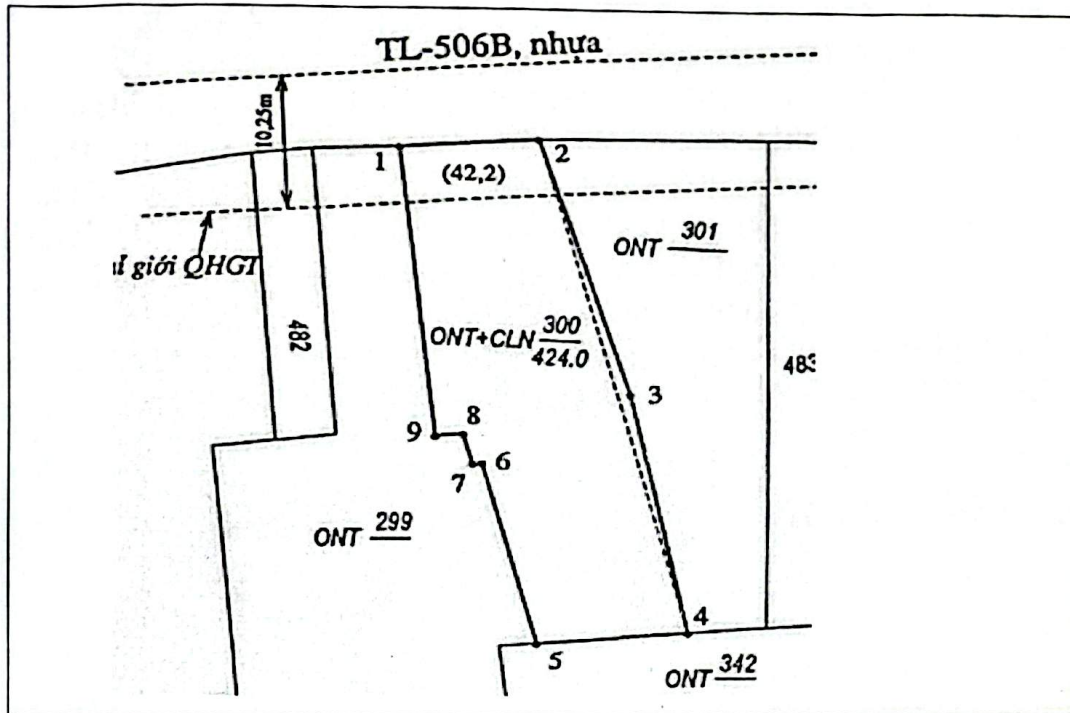 TL-506B, nhựa
10,25m
1
2
(42,2)
ONT 301
giới QHGT
482
ONT+CLN 300
424.0
483
3
9
8
7
6
ONT 299
4
5
ONT 342